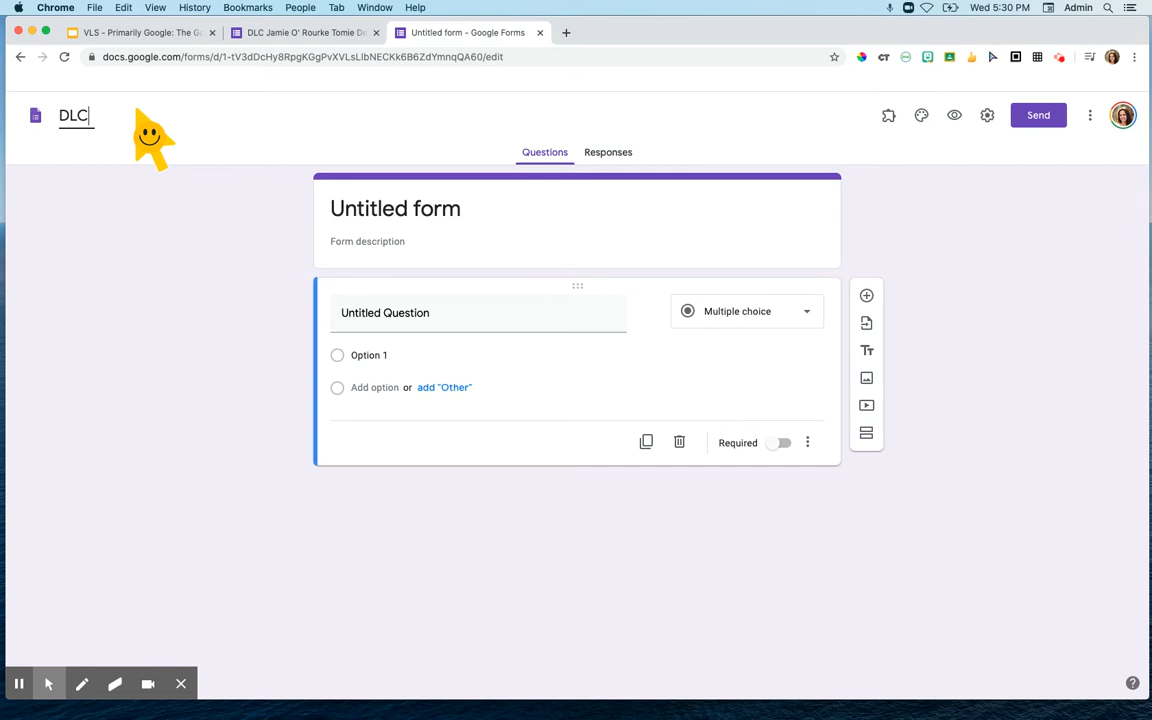 Chrome File Edit View History Bookmarks People Tab Window Help Wed 5:30 PM Admin
VLS - Primarily Google: The Go DLC Jamie O' Rourke Tomie De Untitled form - Google Forms
docs.google.com/forms/d/1-tV3dDcHy8RpgKGgPvXVLsLlbNECKk6B6ZdYmnqQA60/edit
DLC
Send
Questions Responses
Untitled form
Form description
Untitled Question
Multiple choice
Option 1
Add option or add "Other"
Required